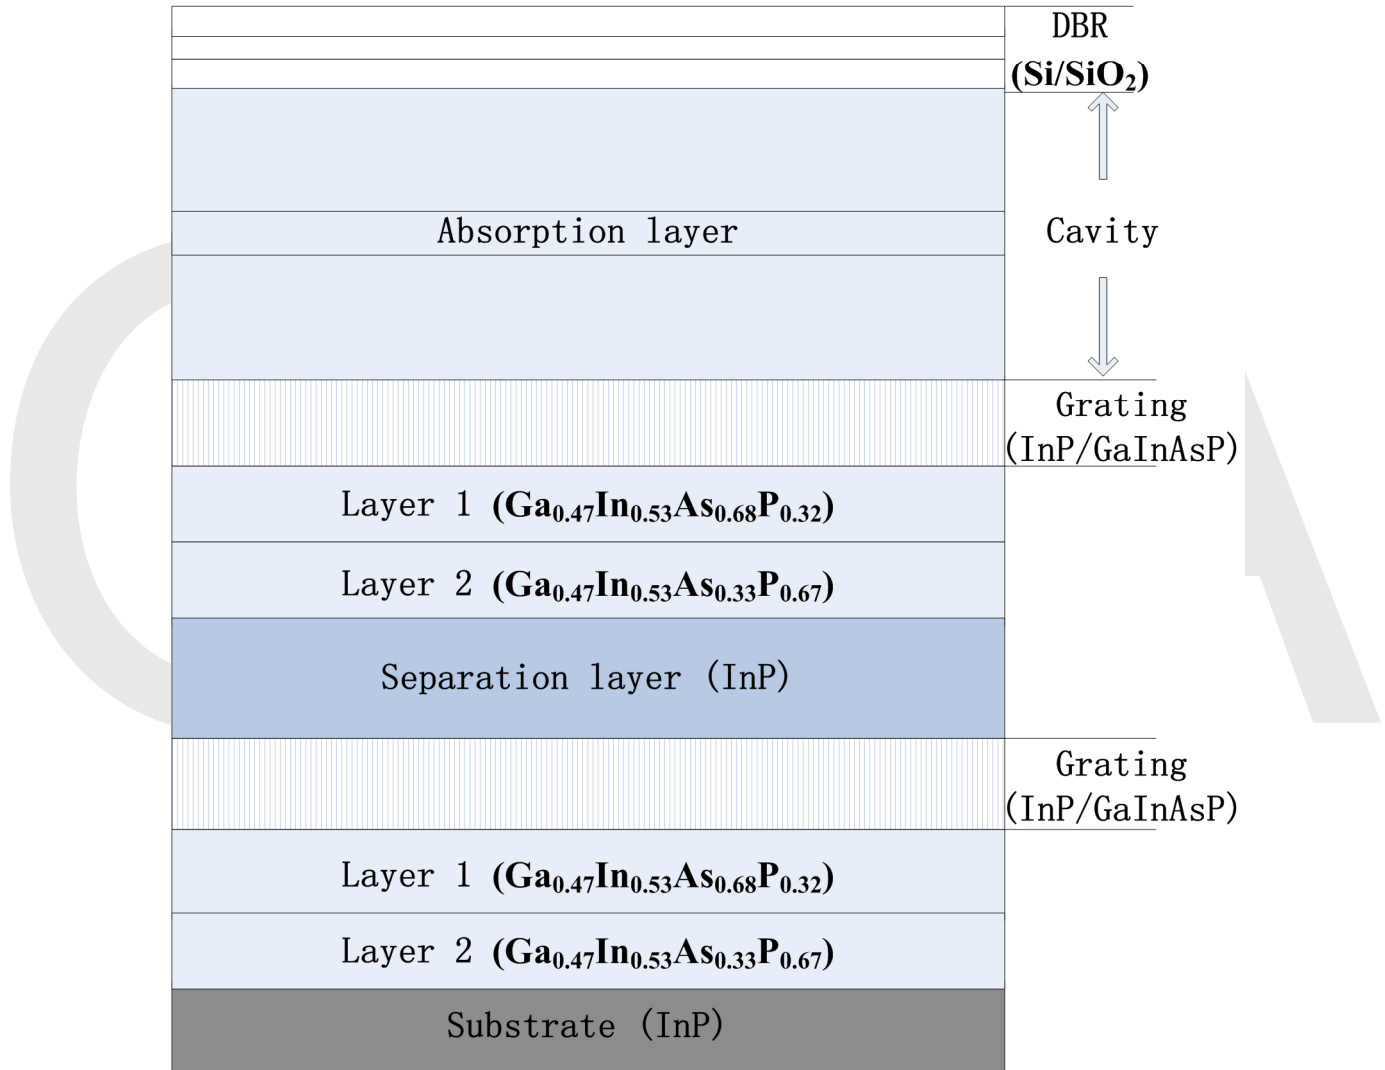 DBR
(Si/SiO₂)
Absorption layer
Cavity
Grating
(InP/GaInAsP)
Layer 1 (Ga₀.₄₇In₀.₅₃As₀.₆₈P₀.₃₂)
Layer 2 (Ga₀.₄₇In₀.₅₃As₀.₃₃P₀.₆₇)
Separation layer (InP)
Grating
(InP/GaInAsP)
Layer 1 (Ga₀.₄₇In₀.₅₃As₀.₆₈P₀.₃₂)
Layer 2 (Ga₀.₄₇In₀.₅₃As₀.₃₃P₀.₆₇)
Substrate (InP)